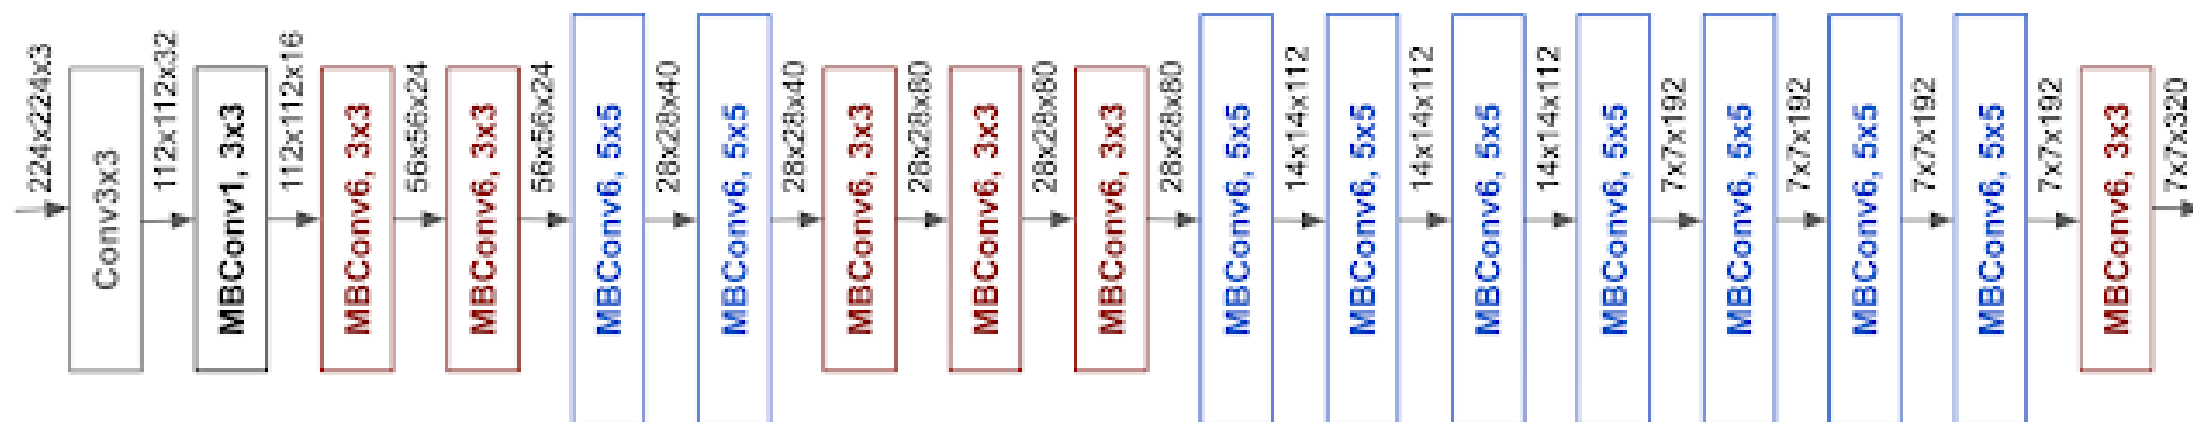 224x224x3
Conv3x3
112x112x32
MBConv1, 3x3
112x112x16
MBConv6, 3x3
56x56x24
MBConv6, 3x3
56x56x24
MBConv6, 5x5
28x28x40
MBConv6, 5x5
28x28x40
MBConv6, 3x3
28x28x80
MBConv6, 3x3
28x28x80
MBConv6, 3x3
28x28x80
MBConv6, 5x5
14x14x112
MBConv6, 5x5
14x14x112
MBConv6, 5x5
14x14x112
MBConv6, 5x5
7x7x192
MBConv6, 5x5
7x7x192
MBConv6, 5x5
7x7x192
MBConv6, 5x5
7x7x192
MBConv6, 3x3
7x7x320